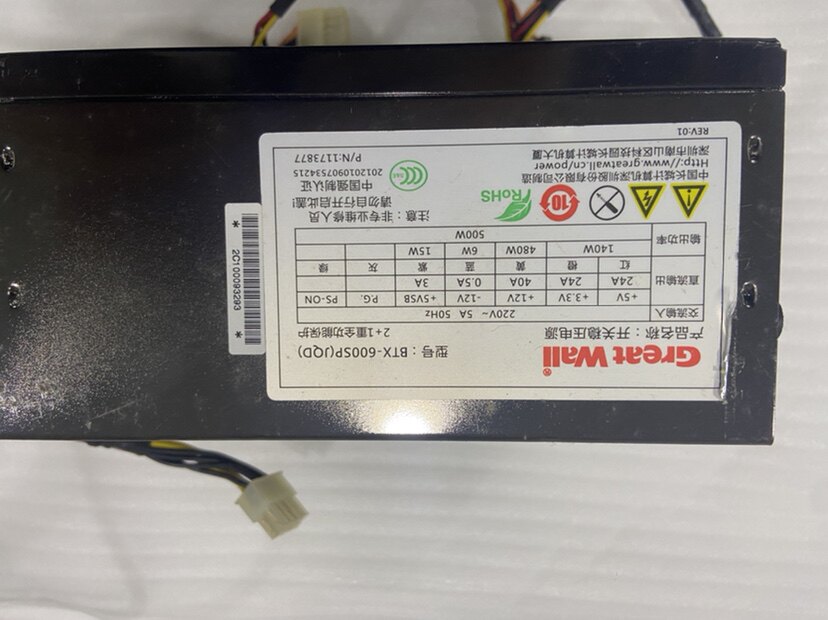 Great Wall®
型号：BTX-600SP(JQD)
产品名称：开关稳压电源 2+1重全功能保护
交流输入 220V~ 5A 50Hz
直流输出 +5V +3.3V +12V -12V +5VSB P.G. PS-ON
24A 24A 40A 0.5A 3A
红 橙 黄 蓝 紫 灰 绿
输出功率 140W 480W 6W 15W
500W
注意：非专业维修人员
请勿自行开启此盖!
10
RoHS
中国长城计算机深圳股份有限公司制造
Http://www.greatwall.cn/power
深圳市南山区科技园长城计算机大厦
CCC
S&E
中国强制认证
2012010907534215
P/N:1173877
REV:01
* 2C100093293 *